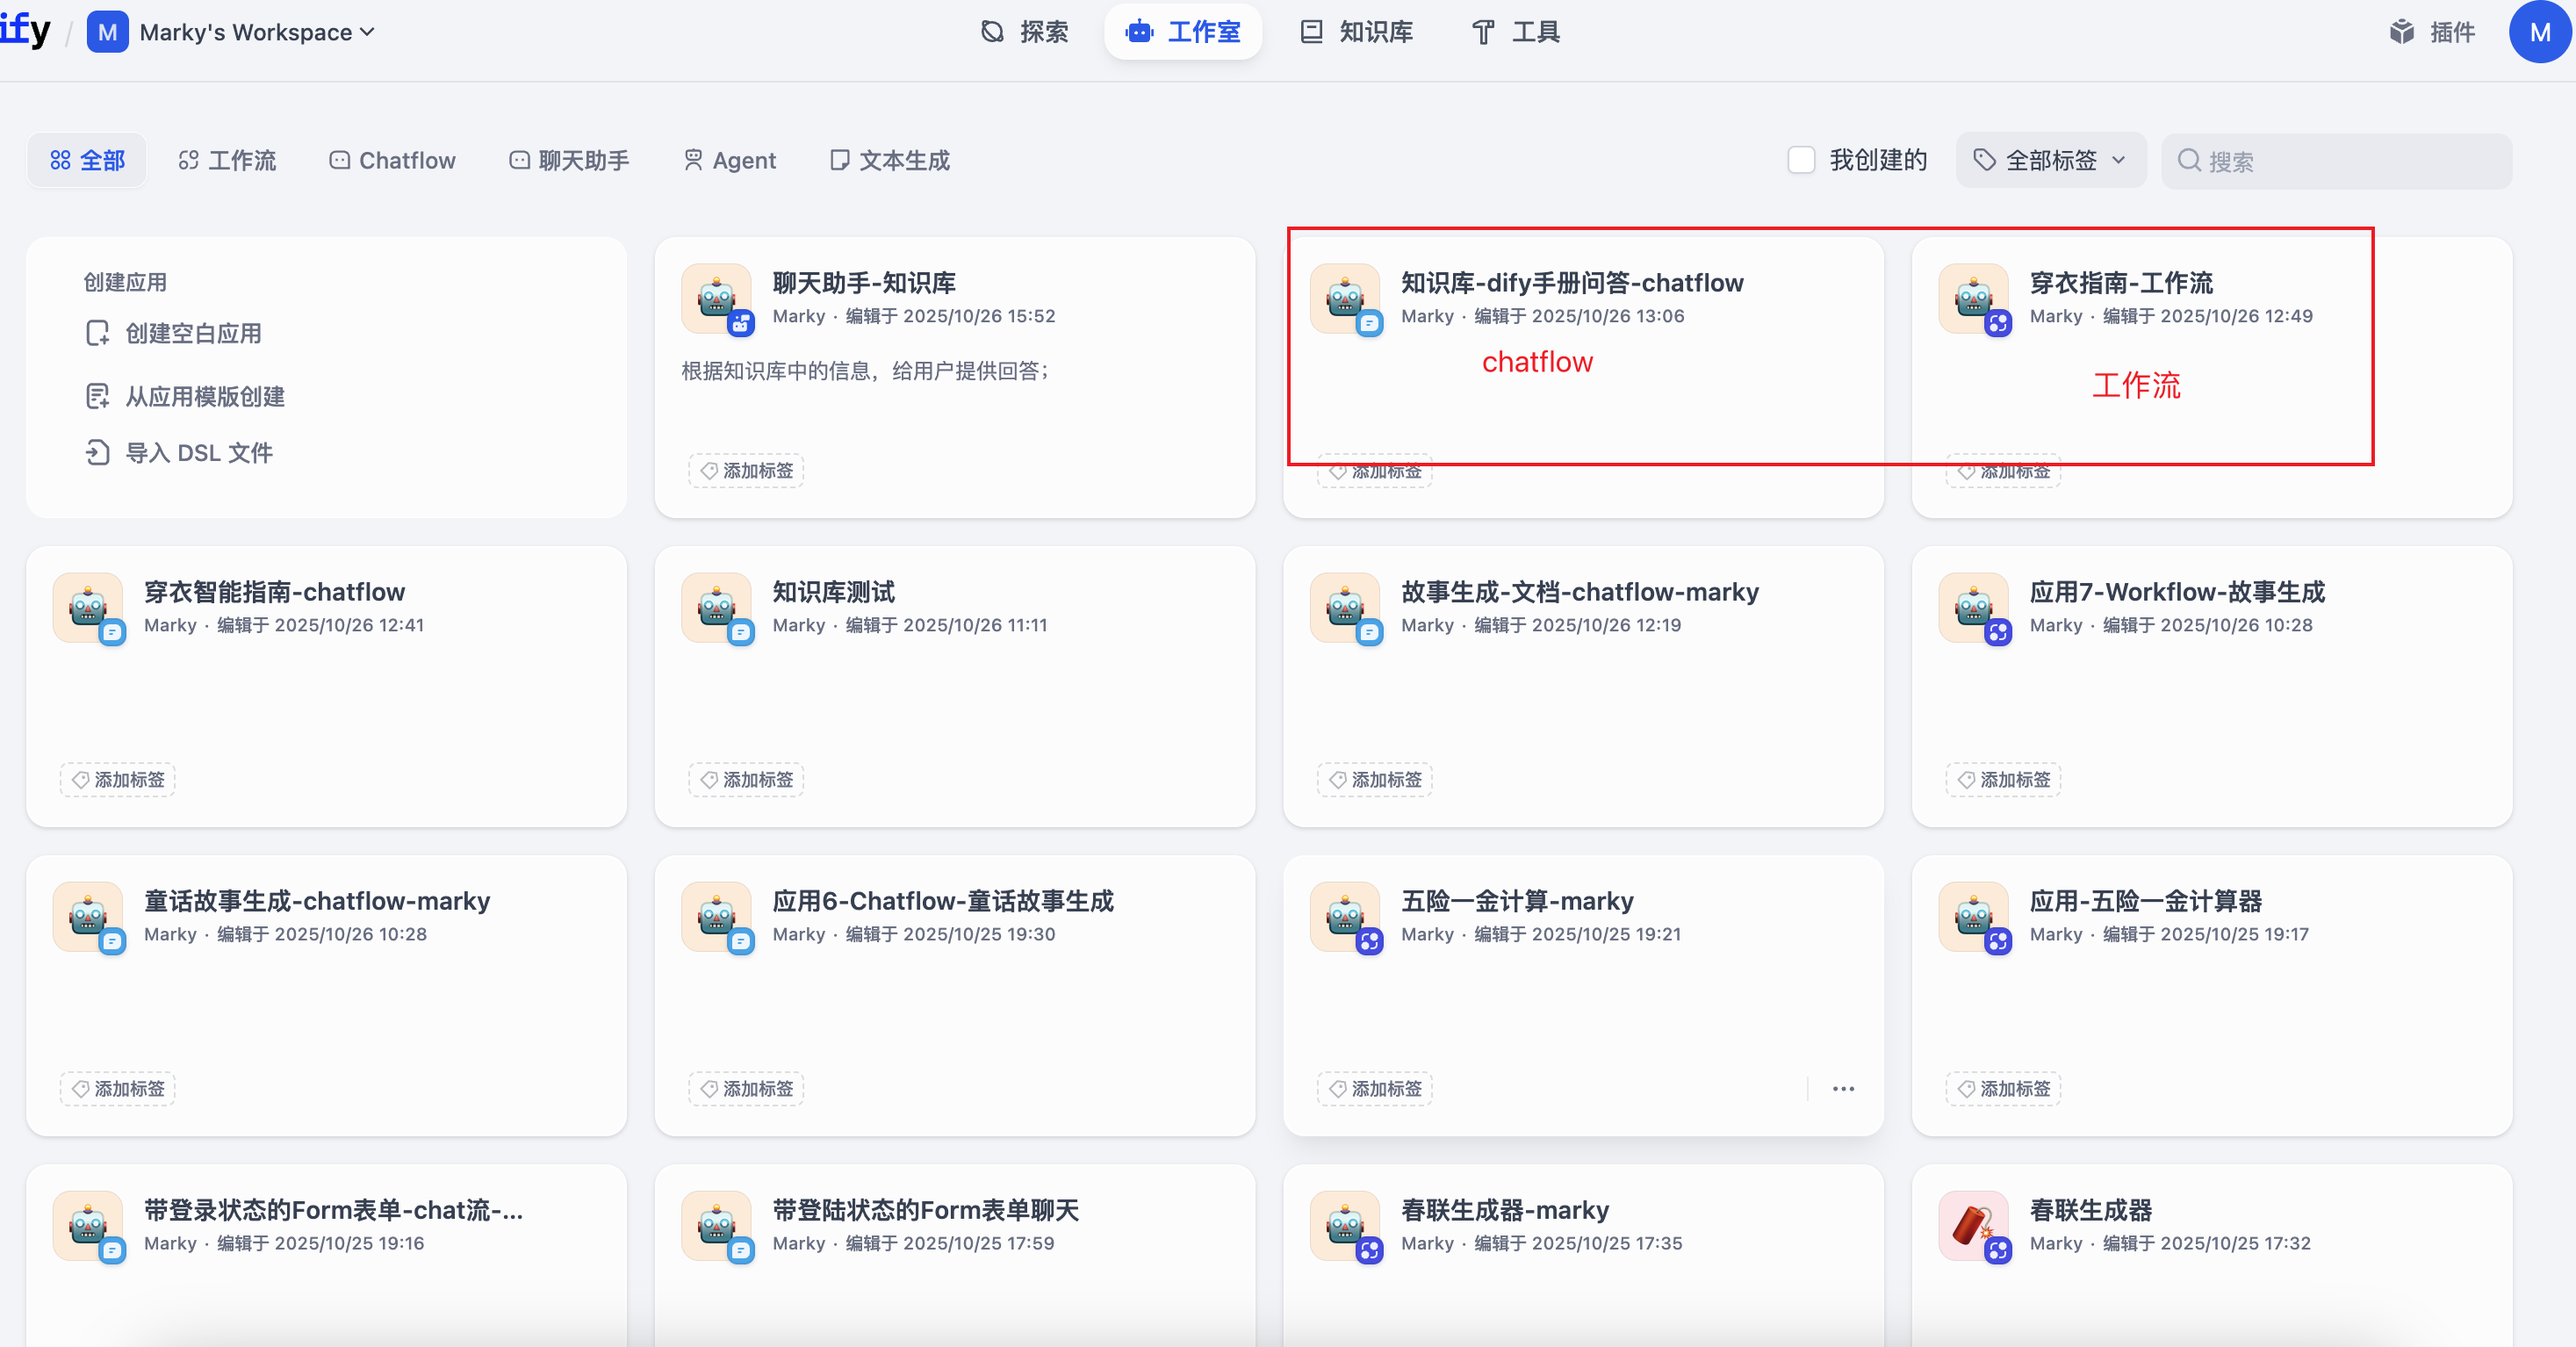 ify / M Marky's Workspace
探索 工作室 知识库 工具
插件 M
全部 工作流 Chatflow 聊天助手 Agent 文本生成
我创建的 全部标签 搜索
创建应用
创建空白应用
从应用模版创建
导入 DSL 文件
聊天助手-知识库
Marky · 编辑于 2025/10/26 15:52
根据知识库中的信息，给用户提供回答；
添加标签
知识库-dify手册问答-chatflow
Marky · 编辑于 2025/10/26 13:06
chatflow
添加标签
穿衣指南-工作流
Marky · 编辑于 2025/10/26 12:49
工作流
添加标签
穿衣智能指南-chatflow
Marky · 编辑于 2025/10/26 12:41
添加标签
知识库测试
Marky · 编辑于 2025/10/26 11:11
添加标签
故事生成-文档-chatflow-marky
Marky · 编辑于 2025/10/26 12:19
添加标签
应用7-Workflow-故事生成
Marky · 编辑于 2025/10/26 10:28
添加标签
童话故事生成-chatflow-marky
Marky · 编辑于 2025/10/26 10:28
添加标签
应用6-Chatflow-童话故事生成
Marky · 编辑于 2025/10/25 19:30
添加标签
五险一金计算-marky
Marky · 编辑于 2025/10/25 19:21
添加标签
应用-五险一金计算器
Marky · 编辑于 2025/10/25 19:17
添加标签
带登录状态的Form表单-chat流-...
Marky · 编辑于 2025/10/25 19:16
带登陆状态的Form表单聊天
Marky · 编辑于 2025/10/25 17:59
春联生成器-marky
Marky · 编辑于 2025/10/25 17:35
春联生成器
Marky · 编辑于 2025/10/25 17:32